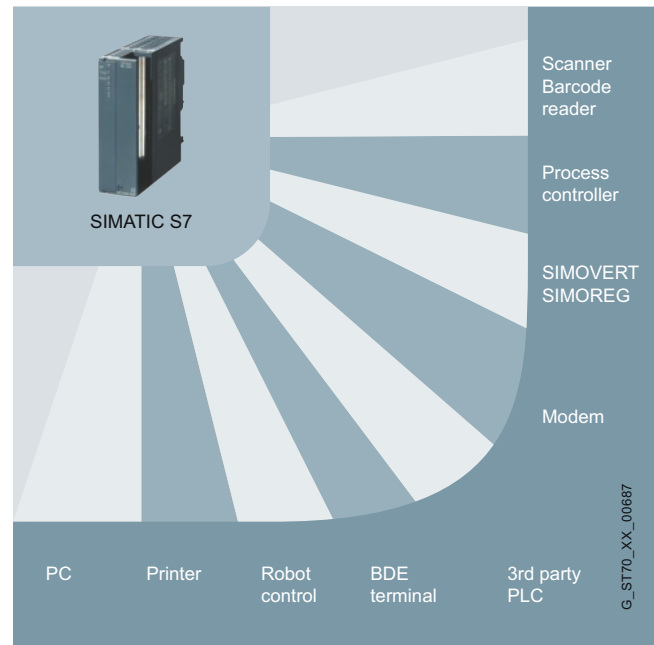 SIMATIC S7
Scanner
Barcode
reader
Process
controller
SIMOVERT
SIMOREG
Modem
PC
Printer
Robot
control
BDE
terminal
3rd party
PLC
G_ST70_XX_00687